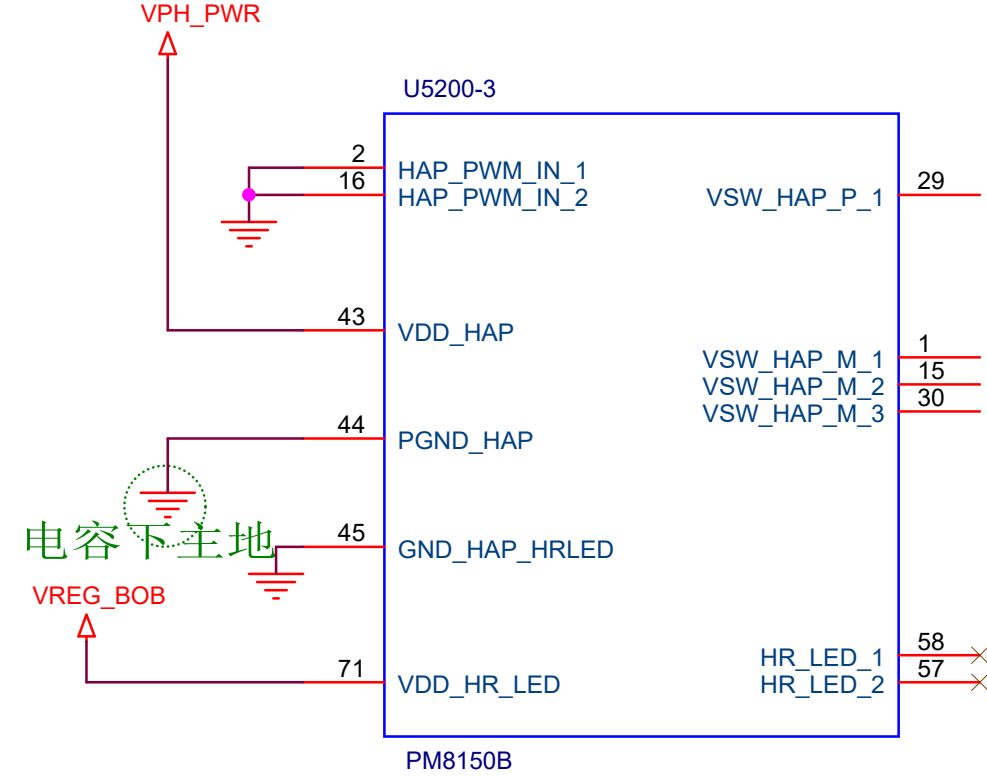 VPH_PWR
U5200-3
2
HAP_PWM_IN_1
16
HAP_PWM_IN_2
VSW_HAP_P_1
29
43
VDD_HAP
VSW_HAP_M_1
1
VSW_HAP_M_2
15
VSW_HAP_M_3
30
44
PGND_HAP
电容下主地
45
GND_HAP_HRLED
VREG_BOB
71
VDD_HR_LED
HR_LED_1
58
HR_LED_2
57
PM8150B